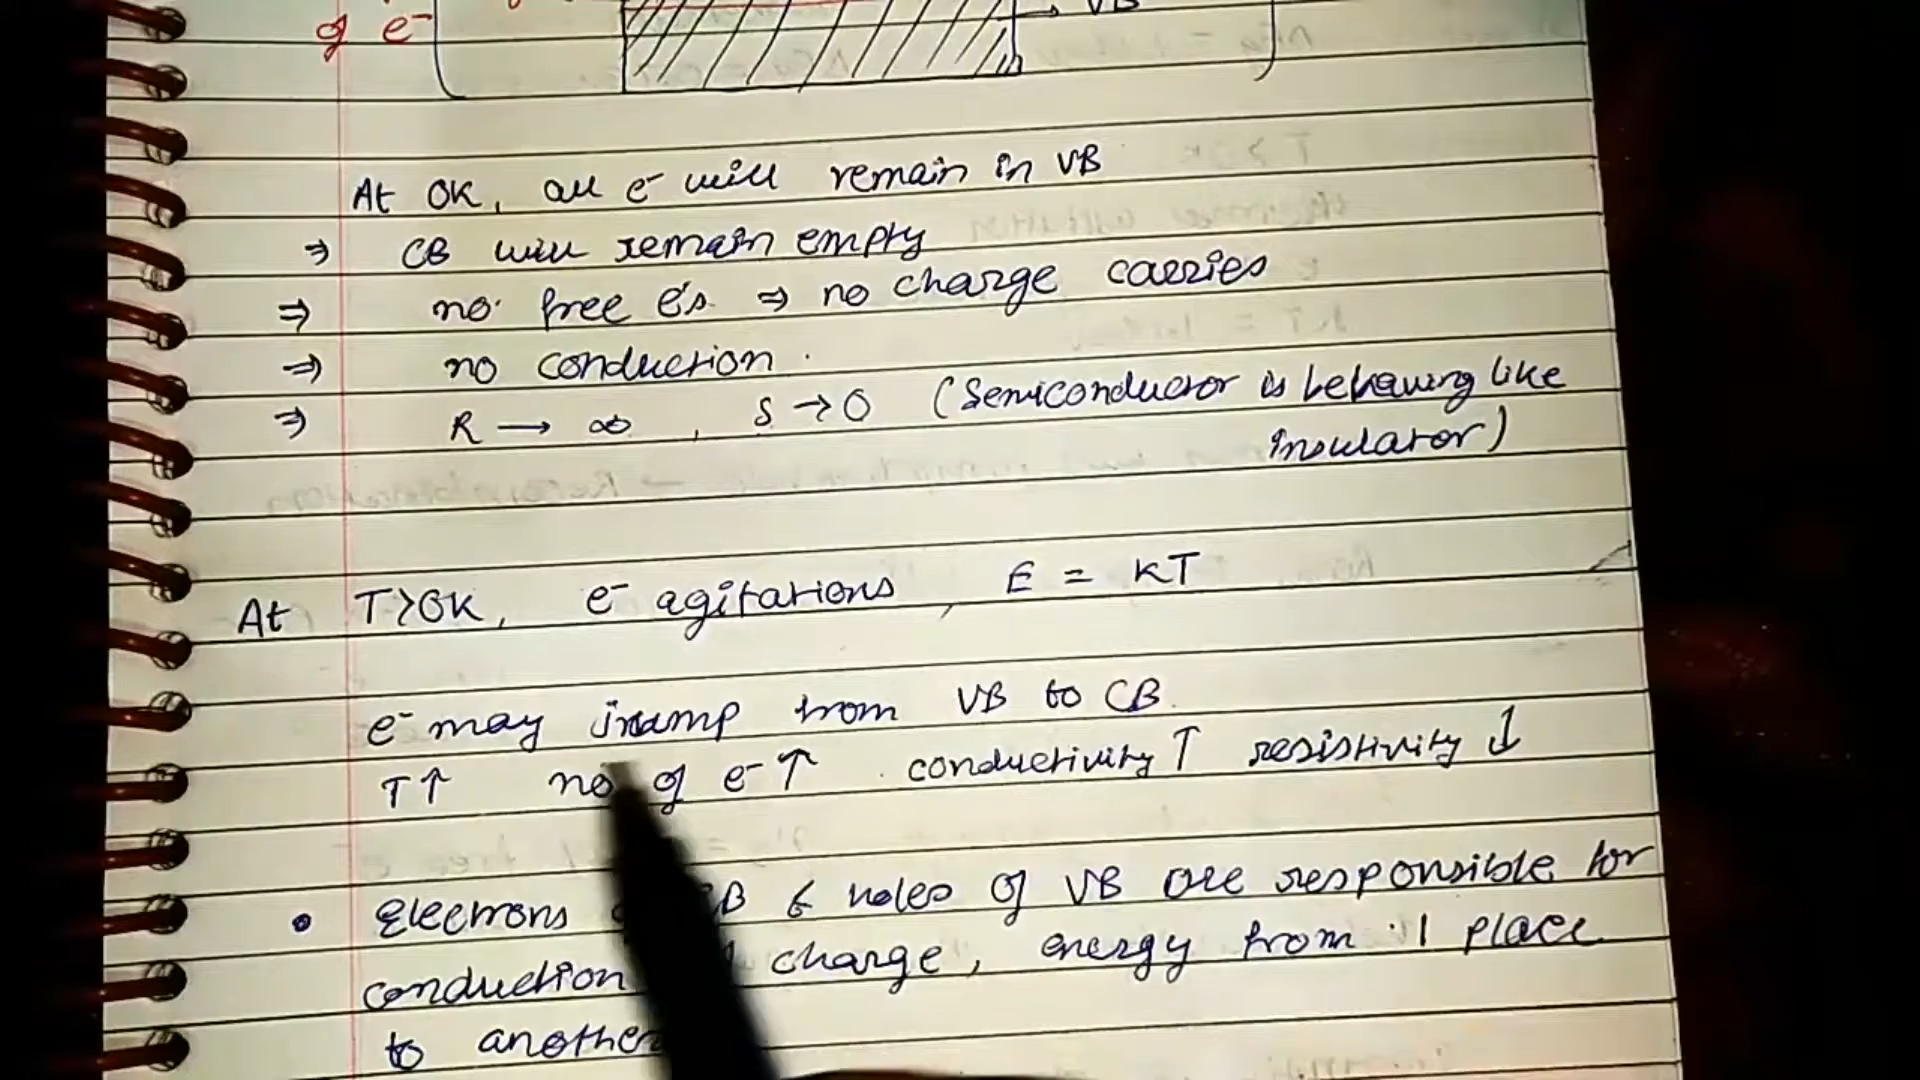 of e⁻
VB
At 0K, all e⁻ will remain in VB
⇒ CB will remain empty
⇒ no free e's ⇒ no charge carries
⇒ no conduction.
⇒ R → ∞ , S → 0 (Semiconductor is behaving like
insulator)
At T>0K, e⁻ agitations, E = KT
e⁻ may jump from VB to CB.
T↑ no of e⁻ ↑ . conductivity ↑ resistivity ↓
• Electrons B & holes of VB are responsible for
conduction charge, energy from 1 place
to another